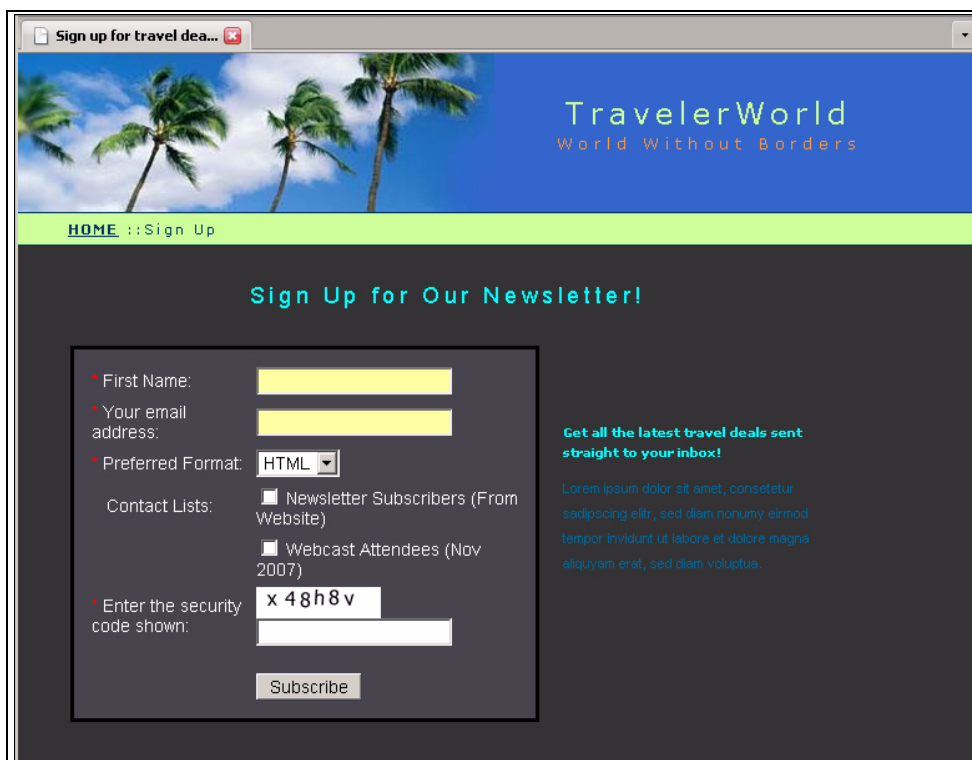 Sign up for travel dea...
TravelerWorld
World Without Borders
HOME ::Sign Up
Sign Up for Our Newsletter!
* First Name:
* Your email
address:
* Preferred Format:
HTML
Contact Lists:
Newsletter Subscribers (From
Website)
Webcast Attendees (Nov
2007)
* Enter the security
code shown:
x 48h8v
Subscribe
Get all the latest travel deals sent
straight to your inbox!
Lorem ipsum dolor sit amet, consetetur
sadipscing elitr, sed diam nonumy eirmod
tempor invidunt ut labore et dolore magna
aliquyam erat, sed diam voluptua.